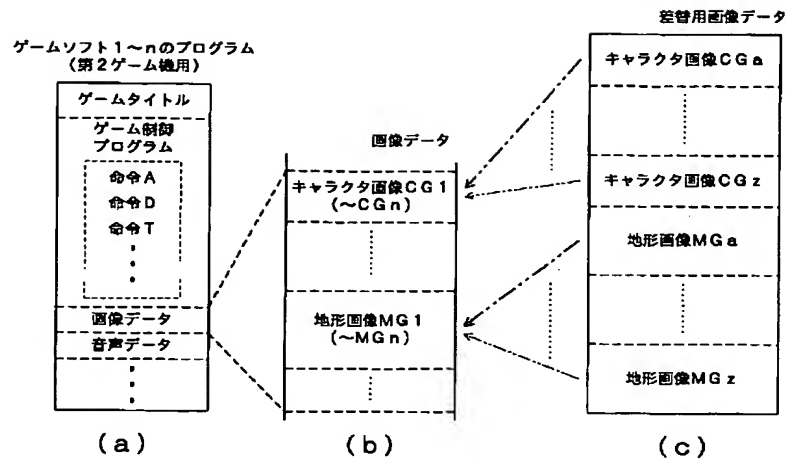 ゲームソフト1~nのプログラム
(第2ゲーム機用)
ゲームタイトル
ゲーム制御
プログラム
命令A
命令D
命令T
画像データ
音声データ
(a)
画像データ
キャラクタ画像CG1
(~CGn)
地形画像MG1
(~MGn)
(b)
差替用画像データ
キャラクタ画像CGa
キャラクタ画像CGz
地形画像MGa
地形画像MGz
(c)